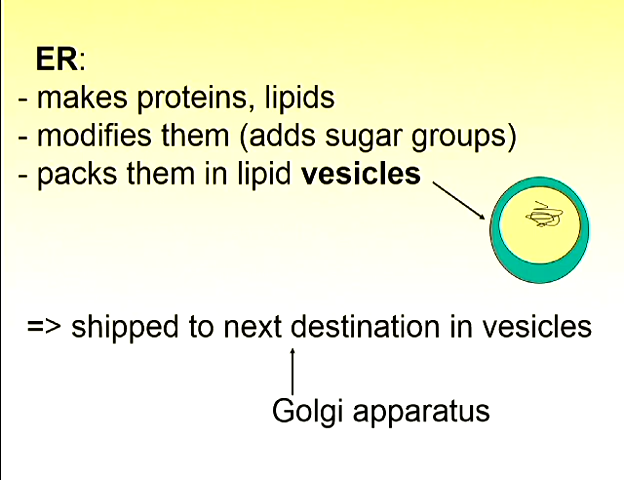 ER:
- makes proteins, lipids
- modifies them (adds sugar groups)
- packs them in lipid vesicles
=> shipped to next destination in vesicles
Golgi apparatus